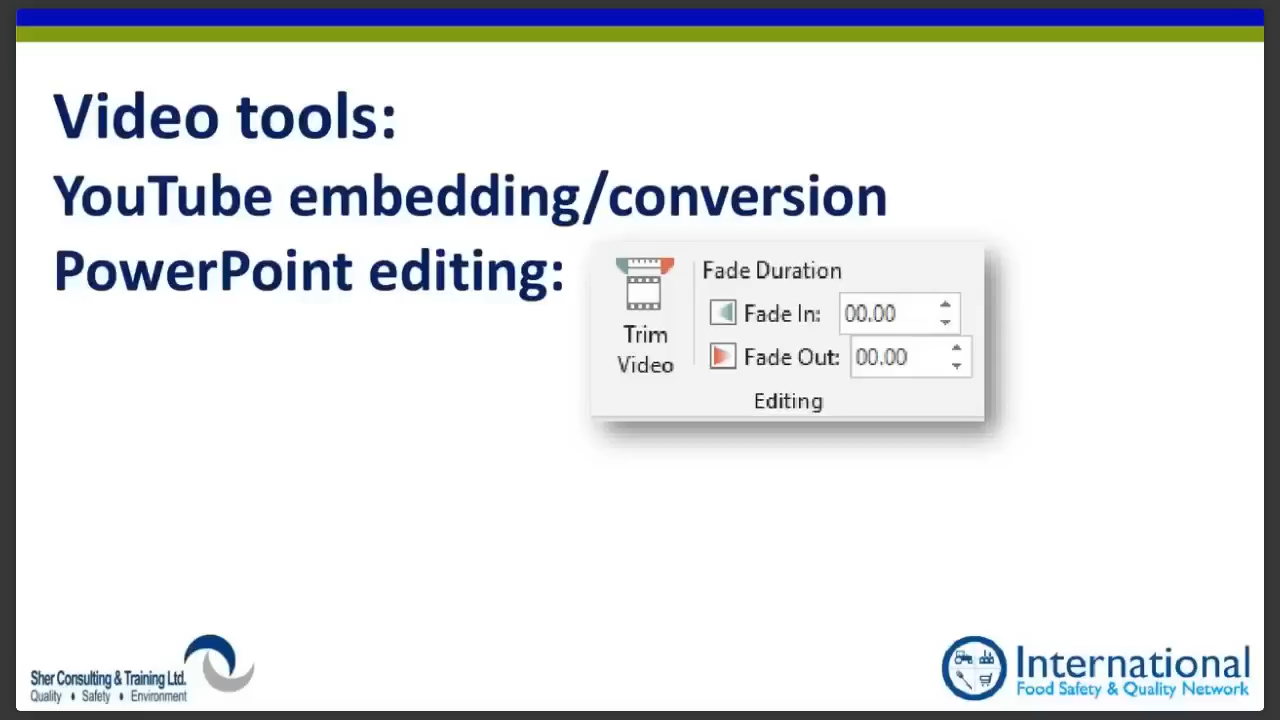 Video tools:
YouTube embedding/conversion
PowerPoint editing:
Trim
Video
Fade Duration
Fade In: 00.00
Fade Out: 00.00
Editing
Sher Consulting & Training Ltd.
Quality • Safety • Environment
International
Food Safety & Quality Network